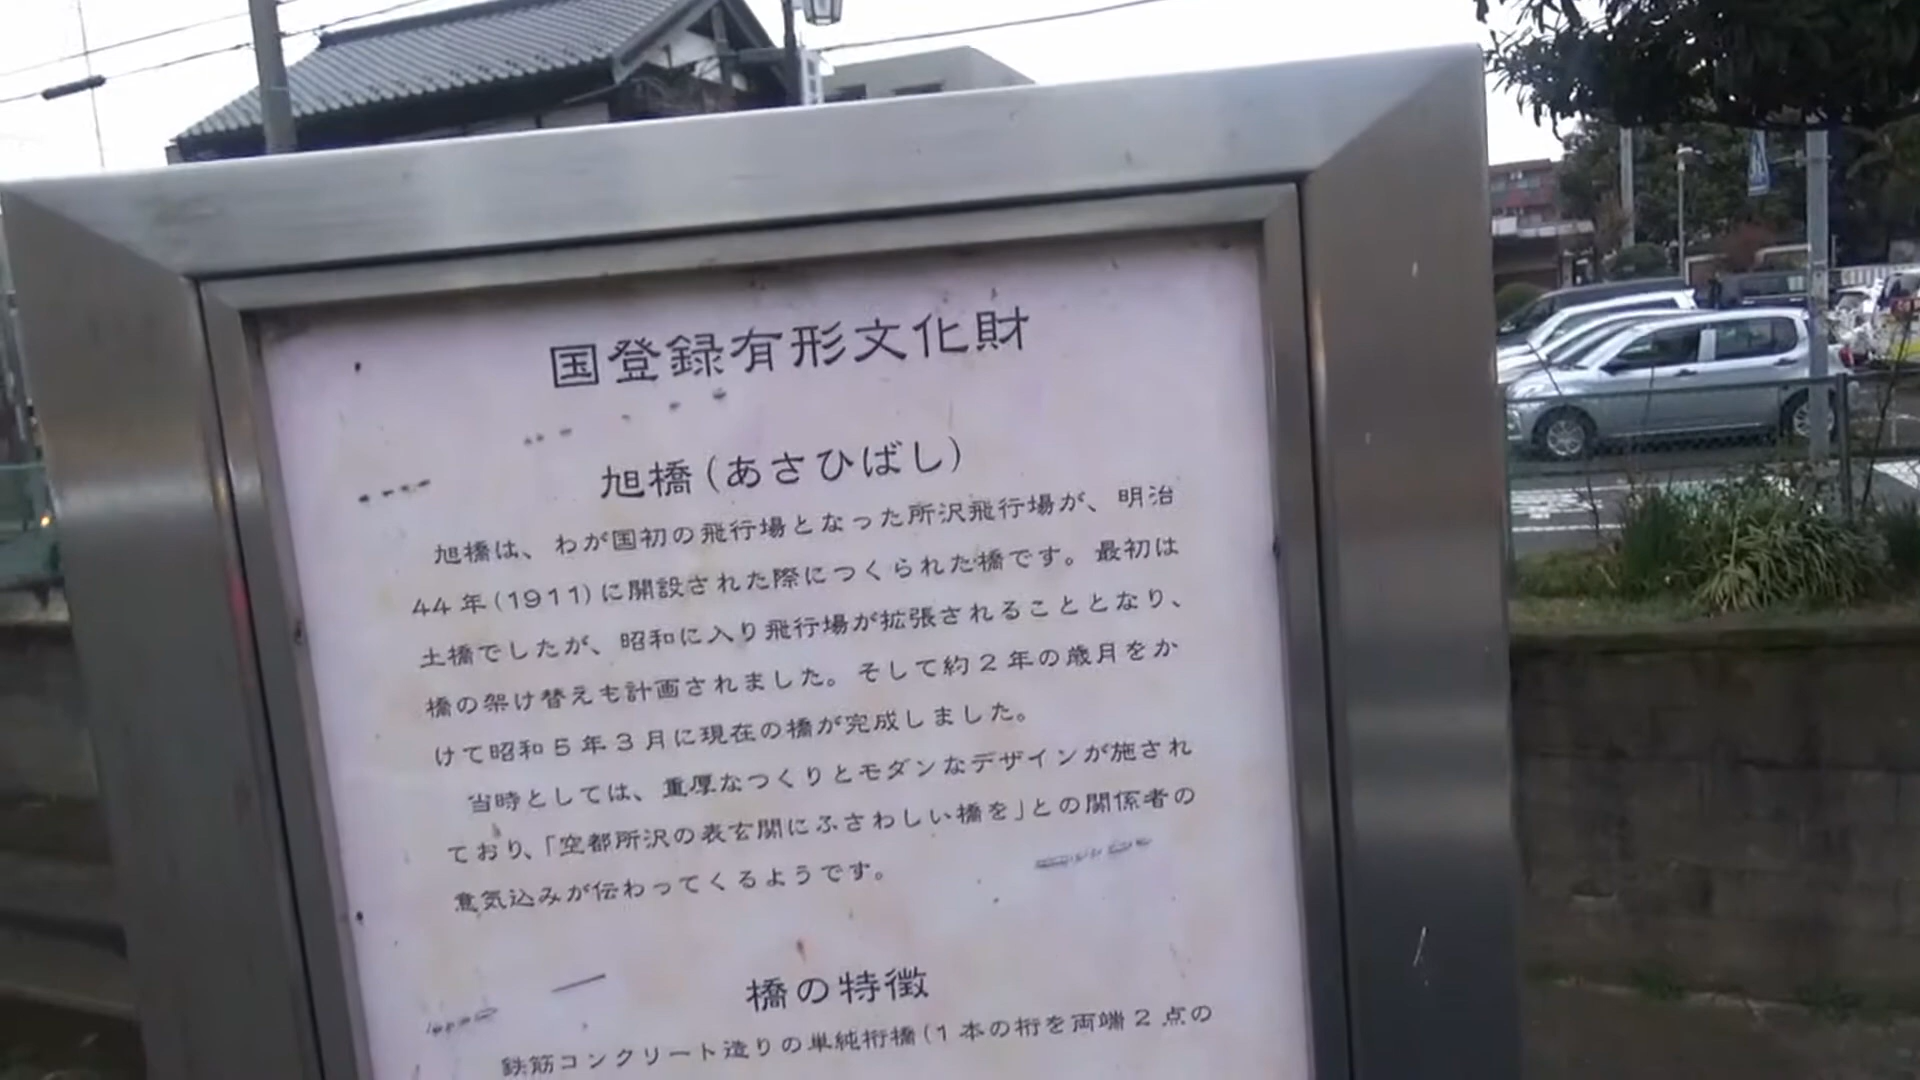 国登録有形文化財
旭橋(あさひばし)
旭橋は、わが国初の飛行場となった所沢飛行場が、明治
44年(1911)に開設された際につくられた橋です。最初は
土橋でしたが、昭和に入り飛行場が拡張されることとなり、
橋の架け替えも計画されました。そして約2年の歳月をか
けて昭和5年3月に現在の橋が完成しました。
当時としては、重厚なつくりとモダンなデザインが施され
ており、「空都所沢の表玄関にふさわしい橋を」との関係者の
意気込みが伝わってくるようです。
橋の特徴
鉄筋コンクリート造りの単純桁橋(1本の桁を両端2点の